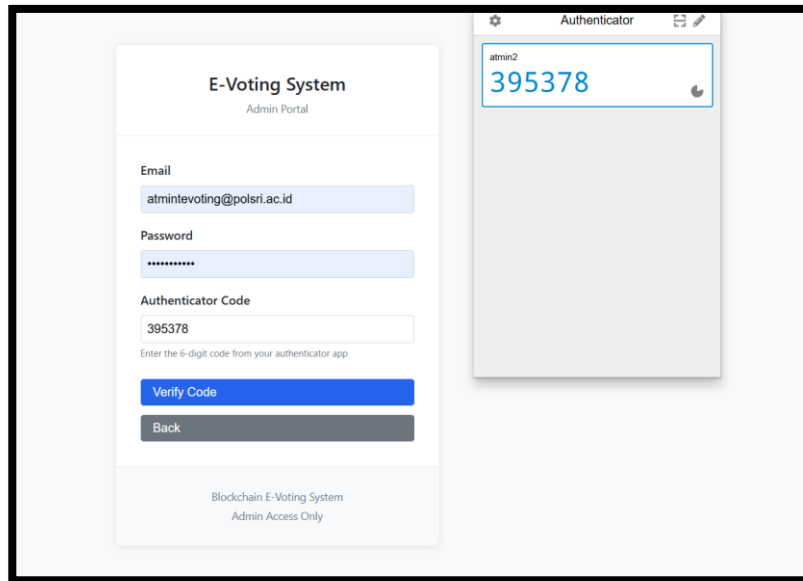 E-Voting System
Admin Portal
Email
atmintevoting@polsri.ac.id
Password
•••••••••••
Authenticator Code
395378
Enter the 6-digit code from your authenticator app
Verify Code
Back
Blockchain E-Voting System
Admin Access Only
Authenticator
atmin2
395378